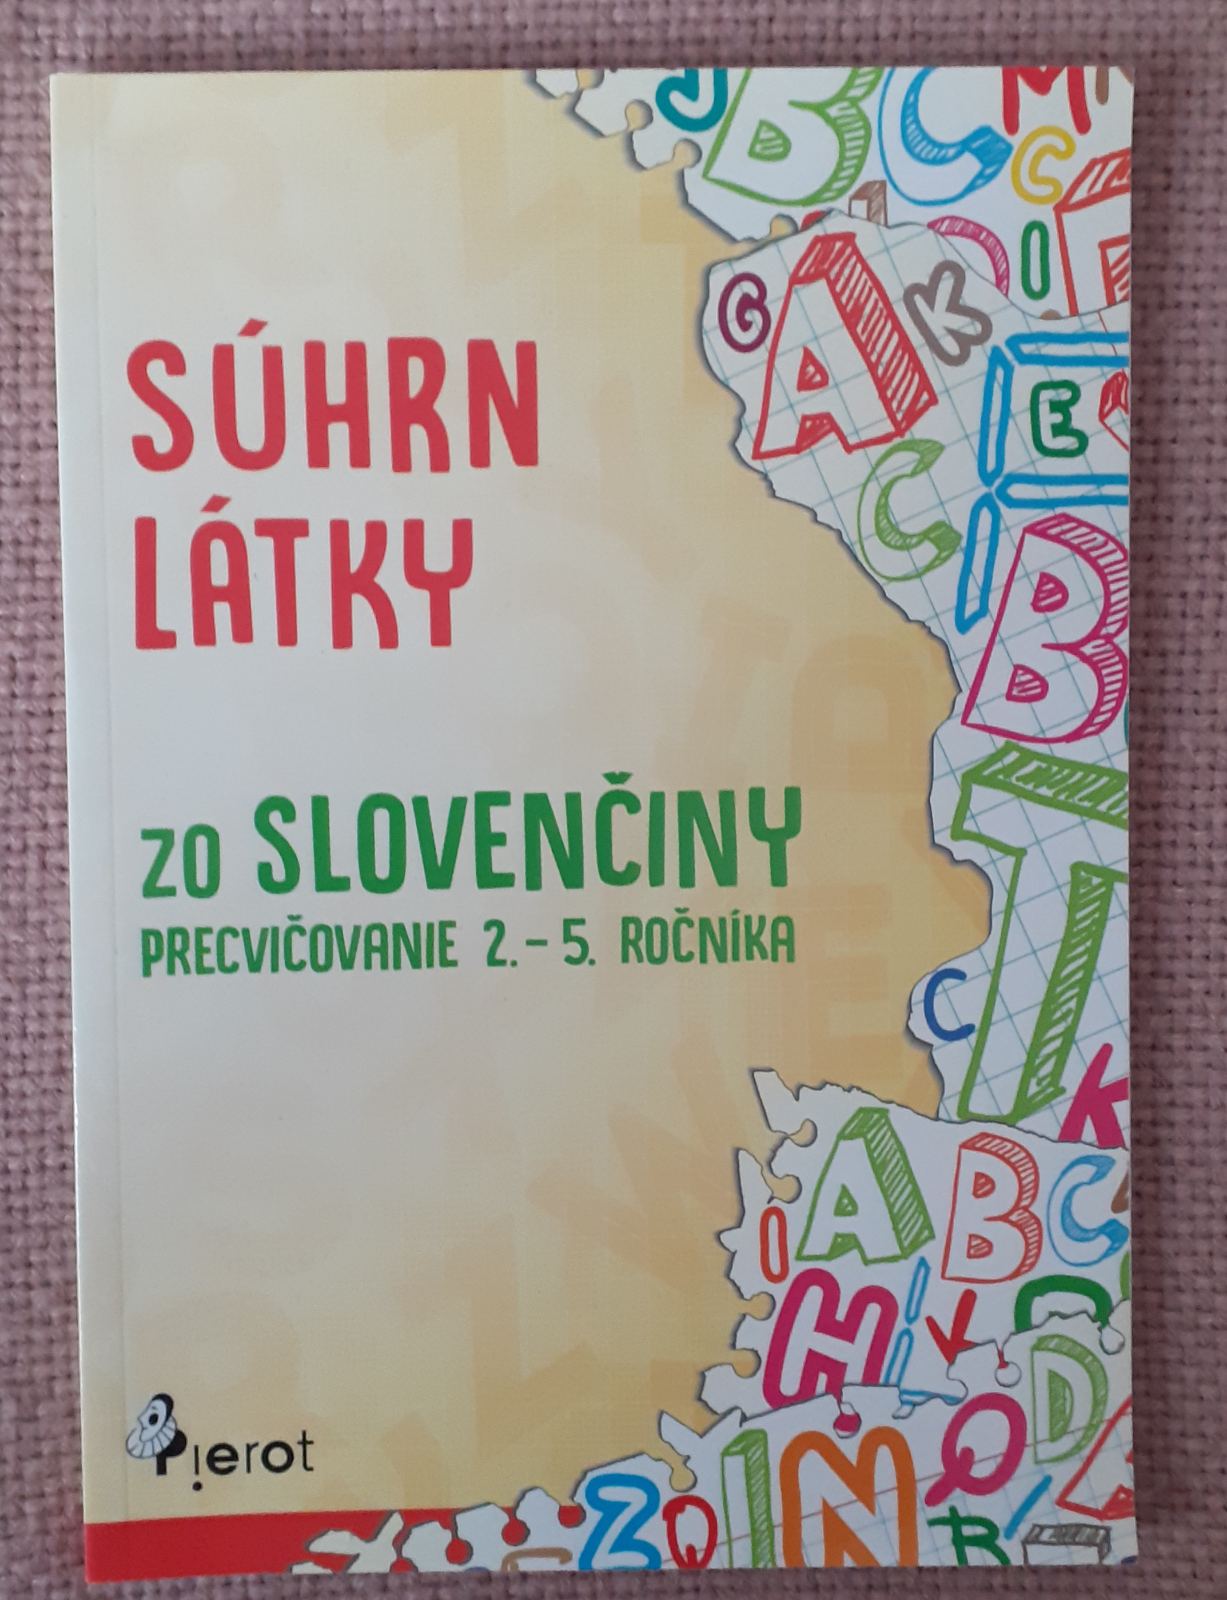 SÚHRN
LÁTKY
ZO SLOVENČINY
PRECVIČOVANIE 2. – 5. ROČNÍKA
Pierot